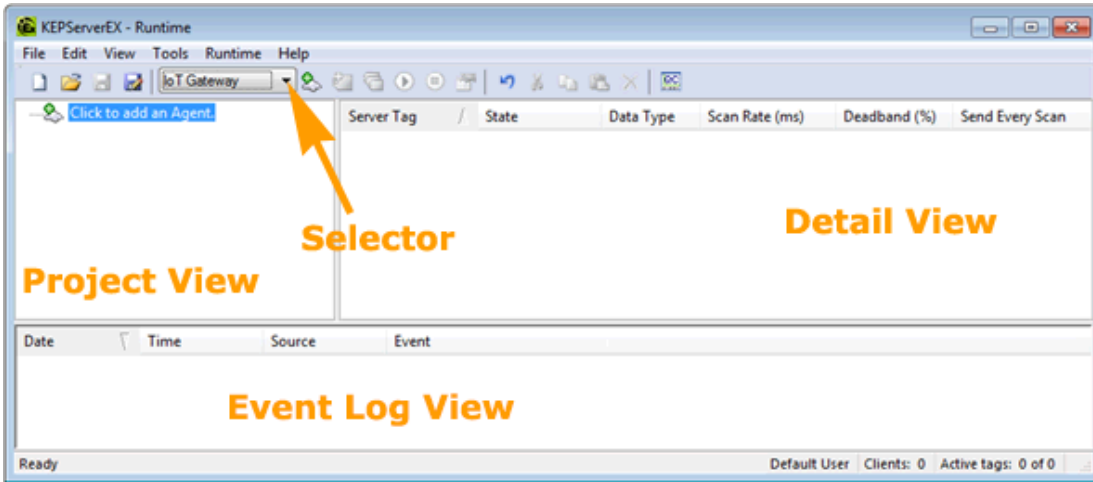 KEPServerEX - Runtime
File Edit View Tools Runtime Help
IoT Gateway
Click to add an Agent.
Server Tag / State Data Type Scan Rate (ms) Deadband (%) Send Every Scan
Selector
Detail View
Project View
Date Time Source Event
Event Log View
Ready Default User Clients: 0 Active tags: 0 of 0